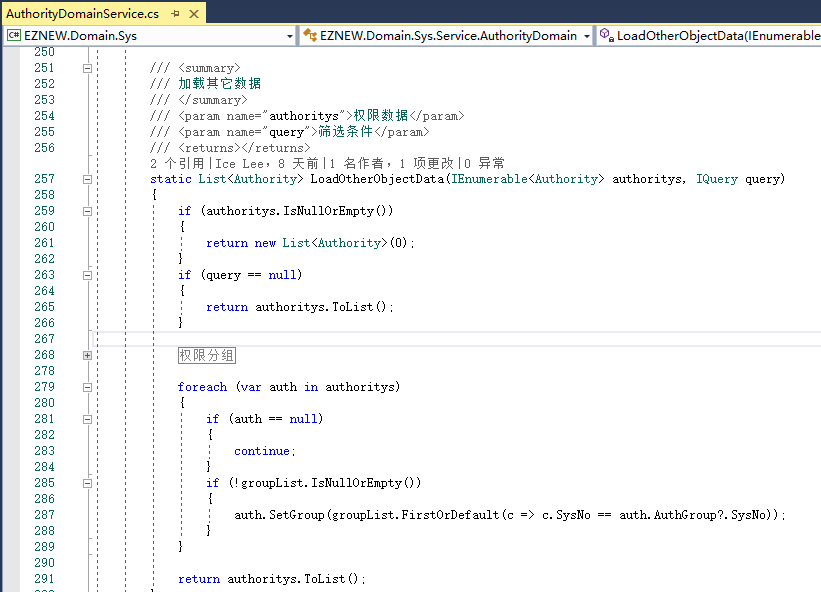 AuthorityDomainService.cs
C# EZNEW.Domain.Sys EZNEW.Domain.Sys.Service.AuthorityDomain LoadOtherObjectData(IEnumerable
250
251 /// <summary>
252 /// 加载其它数据
253 /// </summary>
254 /// <param name="authoritys">权限数据</param>
255 /// <param name="query">筛选条件</param>
256 /// <returns></returns>
2 个引用|Ice Lee, 8 天前|1 名作者, 1 项更改|0 异常
257 static List<Authority> LoadOtherObjectData(IEnumerable<Authority> authoritys, IQuery query)
258 {
259 if (authoritys.IsNullOrEmpty())
260 {
261 return new List<Authority>(0);
262 }
263 if (query == null)
264 {
265 return authoritys.ToList();
266 }
267
268 权限分组
278
279 foreach (var auth in authoritys)
280 {
281 if (auth == null)
282 {
283 continue;
284 }
285 if (!groupList.IsNullOrEmpty())
286 {
287 auth.SetGroup(groupList.FirstOrDefault(c => c.SysNo == auth.AuthGroup?.SysNo));
288 }
289 }
290
291 return authoritys.ToList();